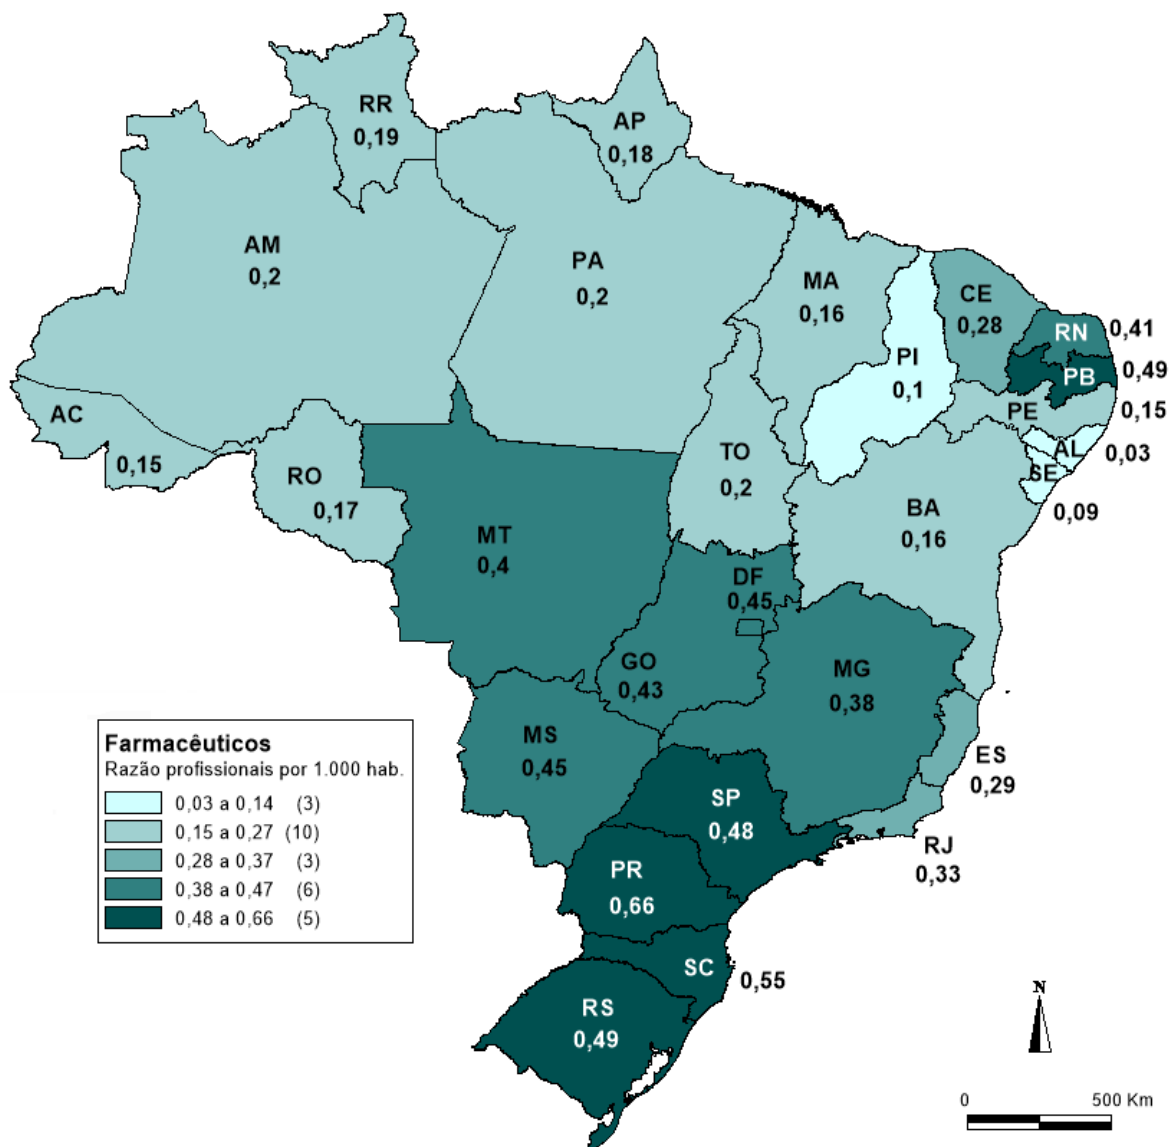 RR
0,19
AP
0,18
AM
0,2
PA
0,2
MA
0,16
CE
0,28
RN
0,41
PI
0,1
PB
0,49
PE
0,15
AC
0,15
AL
0,03
SE
0,09
RO
0,17
TO
0,2
BA
0,16
MT
0,4
DF
0,45
GO
0,43
MG
0,38
MS
0,45
ES
0,29
SP
0,48
RJ
0,33
PR
0,66
SC
0,55
RS
0,49
Farmacêuticos
Razão profissionais por 1.000 hab.
0,03 a 0,14 (3)
0,15 a 0,27 (10)
0,28 a 0,37 (3)
0,38 a 0,47 (6)
0,48 a 0,66 (5)
N
0 500 Km